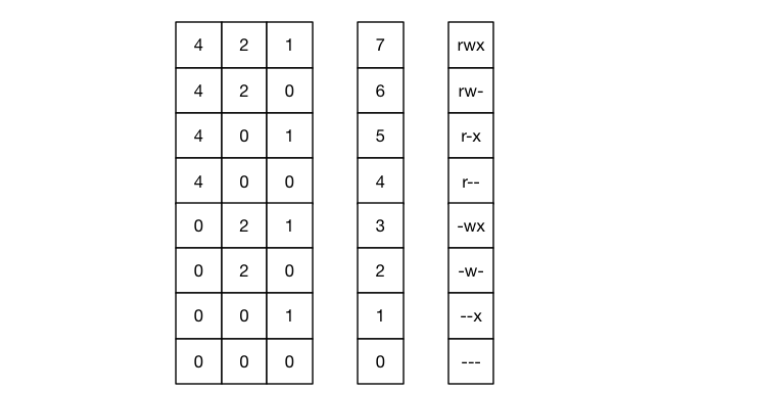 4 2 1 7 rwx
4 2 0 6 rw-
4 0 1 5 r-x
4 0 0 4 r--
0 2 1 3 -wx
0 2 0 2 -w-
0 0 1 1 --x
0 0 0 0 ---